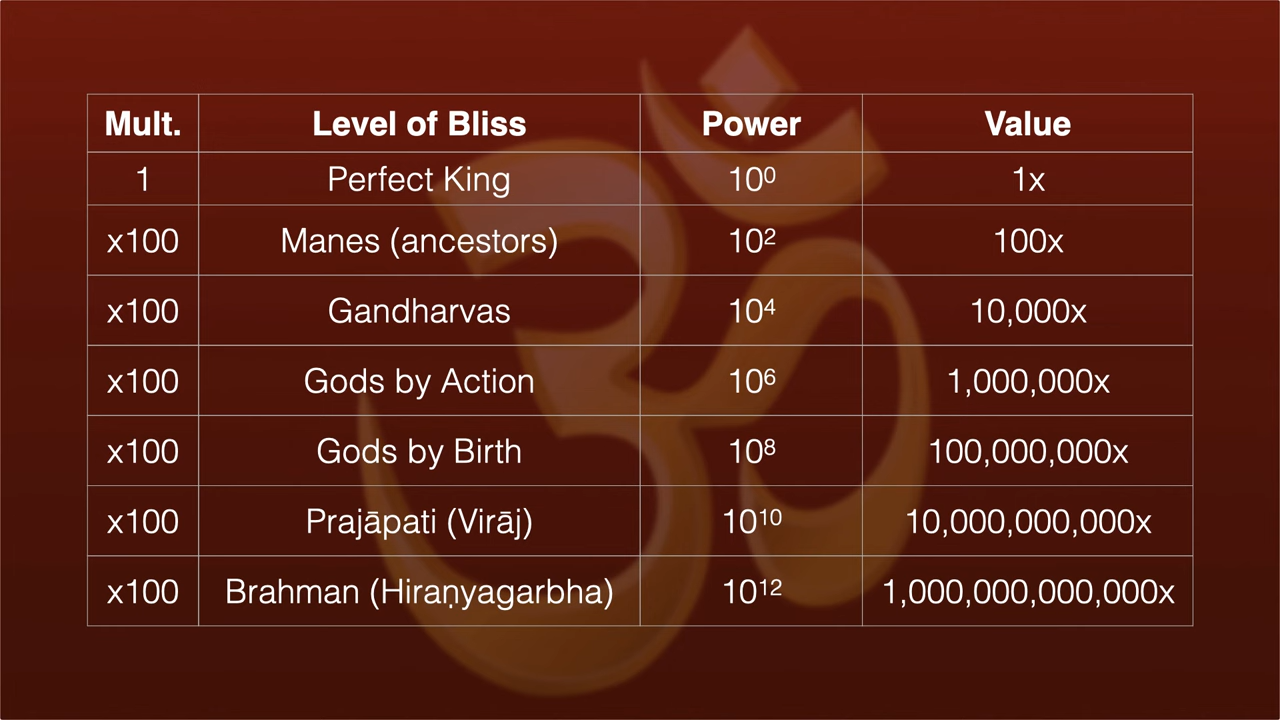 Mult. Level of Bliss Power Value
1 Perfect King 10⁰ 1x
x100 Manes (ancestors) 10² 100x
x100 Gandharvas 10⁴ 10,000x
x100 Gods by Action 10⁶ 1,000,000x
x100 Gods by Birth 10⁸ 100,000,000x
x100 Prajāpati (Virāj) 10¹⁰ 10,000,000,000x
x100 Brahman (Hiraṇyagarbha) 10¹² 1,000,000,000,000x
ॐ